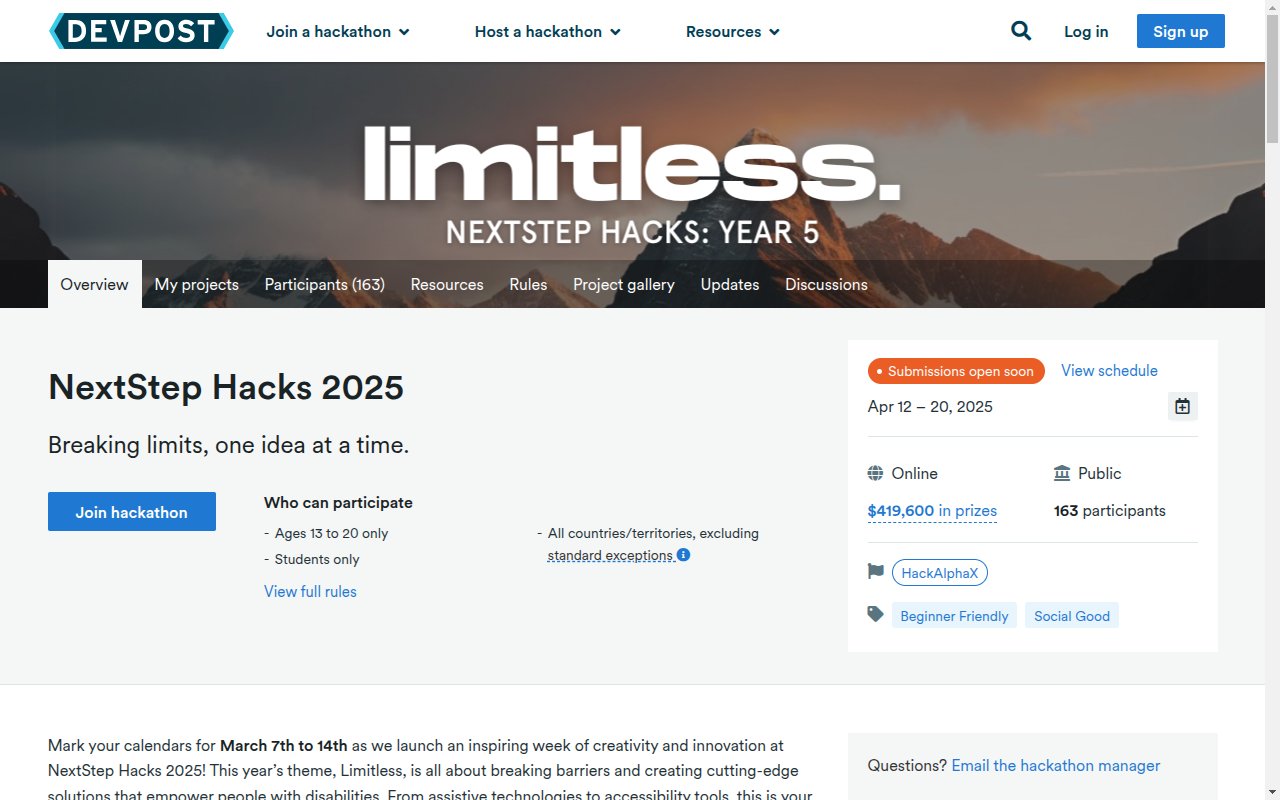 DEVPOST
Join a hackathon
Host a hackathon
Resources
Log in
Sign up
limitless.
NEXTSTEP HACKS: YEAR 5
Overview
My projects
Participants (163)
Resources
Rules
Project gallery
Updates
Discussions
NextStep Hacks 2025
Breaking limits, one idea at a time.
Join hackathon
Who can participate
- Ages 13 to 20 only
- Students only
- All countries/territories, excluding
standard exceptions
View full rules
Submissions open soon
View schedule
Apr 12 – 20, 2025
Online
Public
$419,600 in prizes
163 participants
HackAlphaX
Beginner Friendly
Social Good
Mark your calendars for March 7th to 14th as we launch an inspiring week of creativity and innovation at
NextStep Hacks 2025! This year’s theme, Limitless, is all about breaking barriers and creating cutting-edge
solutions that empower people with disabilities. From assistive technologies to accessibility tools, this is your
Questions? Email the hackathon manager